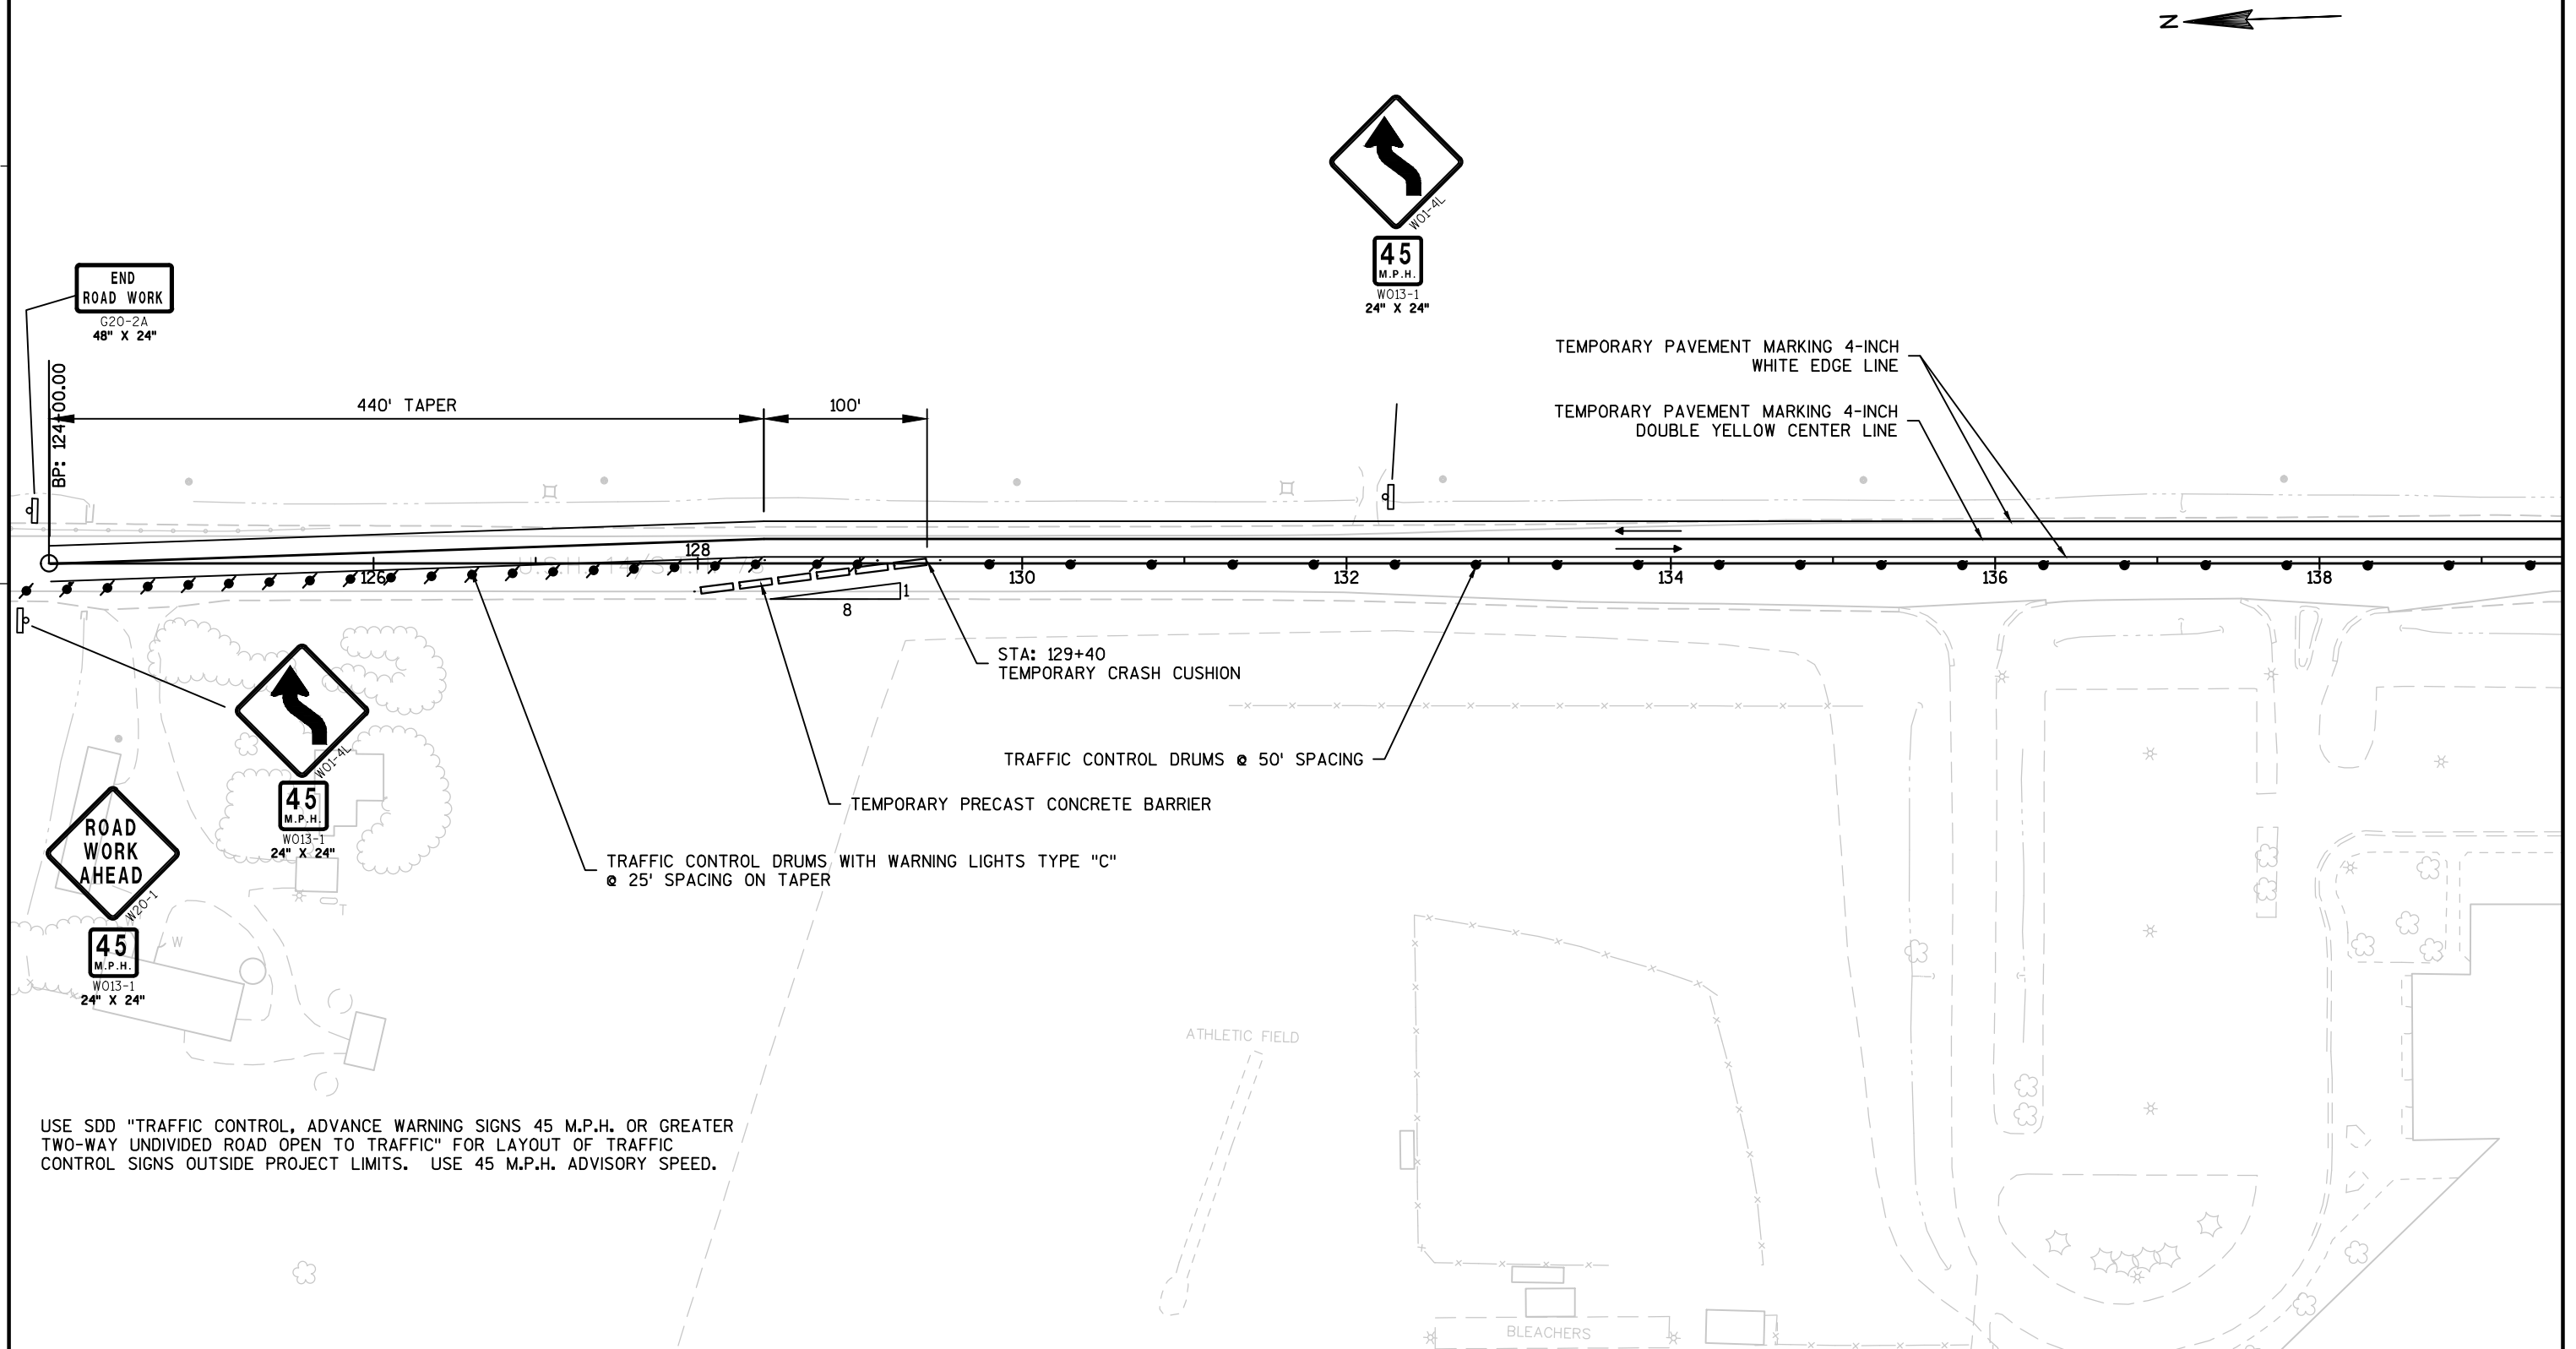 N
W01-4L
45
M.P.H.
W013-1
24" X 24"
END
ROAD WORK
G20-2A
48" X 24"
BP: 124+00.00
440' TAPER
100'
TEMPORARY PAVEMENT MARKING 4-INCH
WHITE EDGE LINE
TEMPORARY PAVEMENT MARKING 4-INCH
DOUBLE YELLOW CENTER LINE
126
128
130
132
134
136
138
1
8
STA: 129+40
TEMPORARY CRASH CUSHION
TRAFFIC CONTROL DRUMS @ 50' SPACING
TEMPORARY PRECAST CONCRETE BARRIER
TRAFFIC CONTROL DRUMS WITH WARNING LIGHTS TYPE "C"
@ 25' SPACING ON TAPER
W01-4L
45
M.P.H.
W013-1
24" X 24"
ROAD
WORK
AHEAD
W20-1
45
M.P.H.
W013-1
24" X 24"
T
W
ATHLETIC FIELD
BLEACHERS
USE SDD "TRAFFIC CONTROL, ADVANCE WARNING SIGNS 45 M.P.H. OR GREATER
TWO-WAY UNDIVIDED ROAD OPEN TO TRAFFIC" FOR LAYOUT OF TRAFFIC
CONTROL SIGNS OUTSIDE PROJECT LIMITS. USE 45 M.P.H. ADVISORY SPEED.